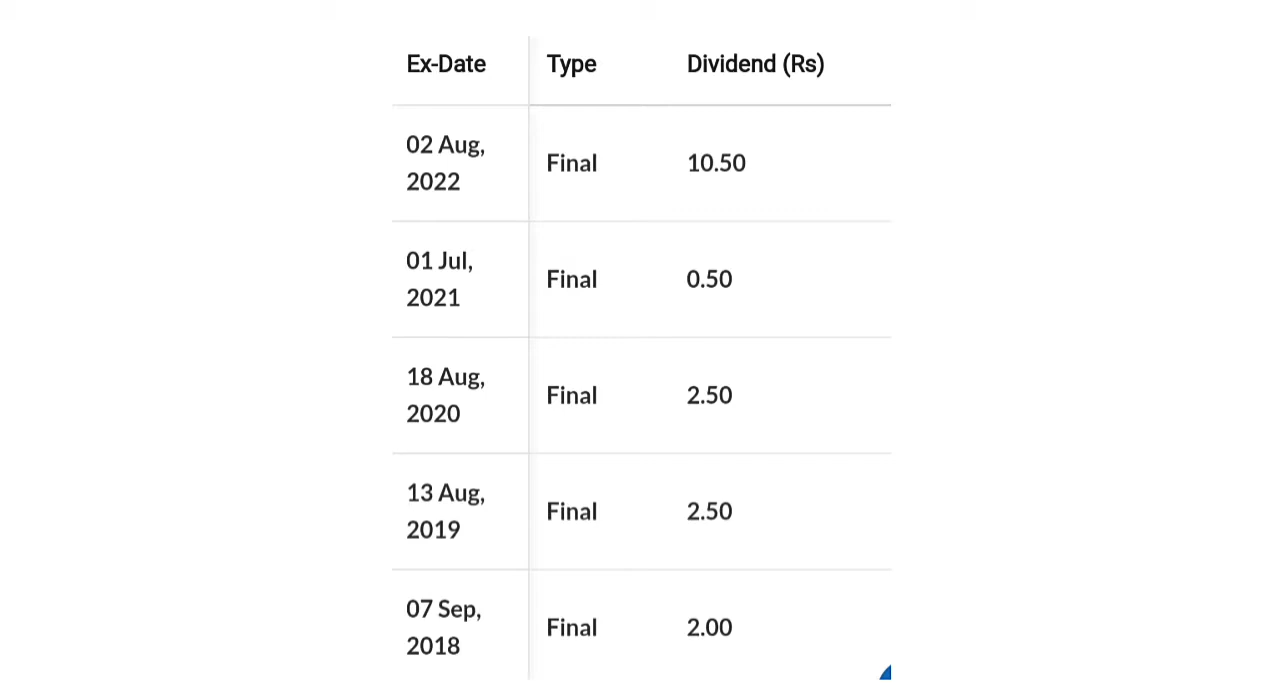 Ex-Date Type Dividend (Rs)
02 Aug,
2022 Final 10.50
01 Jul,
2021 Final 0.50
18 Aug,
2020 Final 2.50
13 Aug,
2019 Final 2.50
07 Sep,
2018 Final 2.00